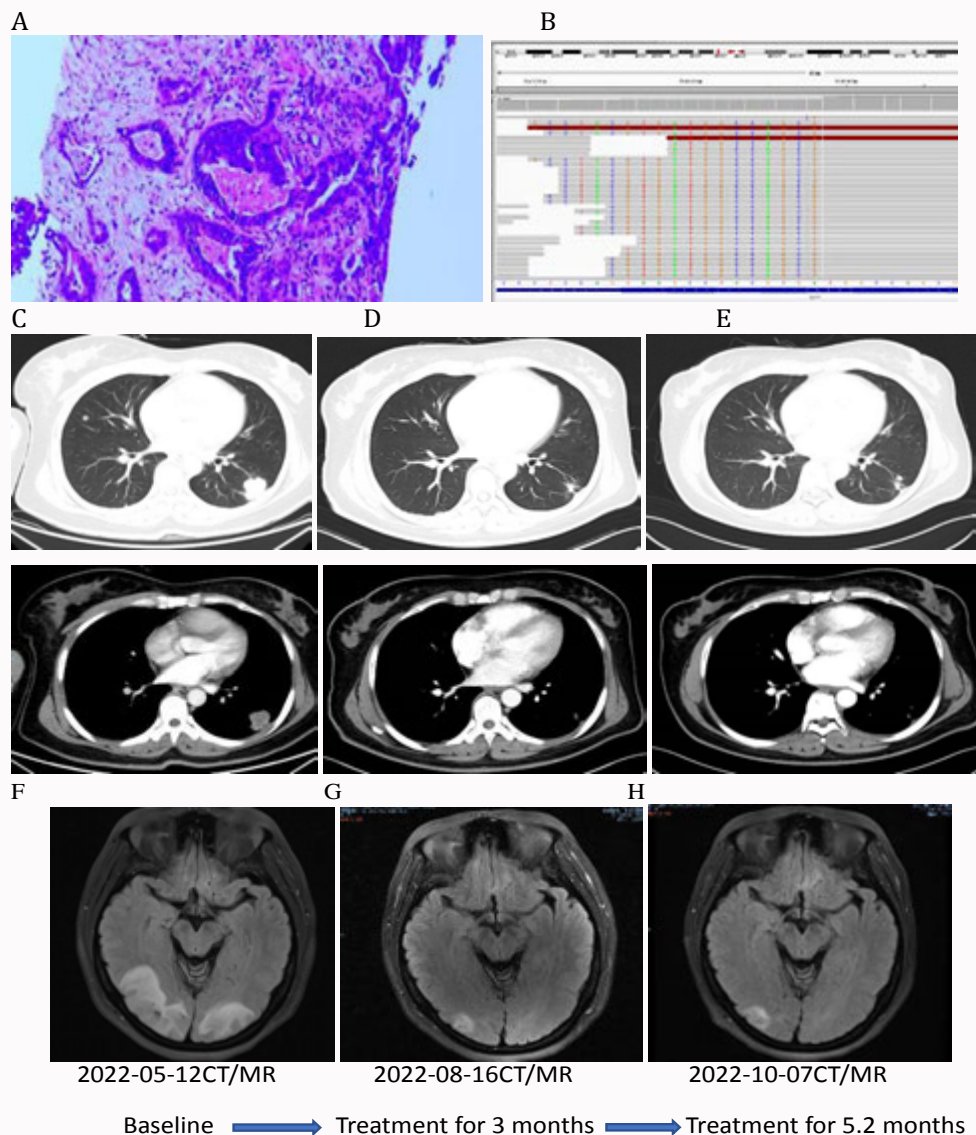 A B
C D E
F G H
2022-05-12CT/MR 2022-08-16CT/MR 2022-10-07CT/MR
Baseline Treatment for 3 months Treatment for 5.2 months